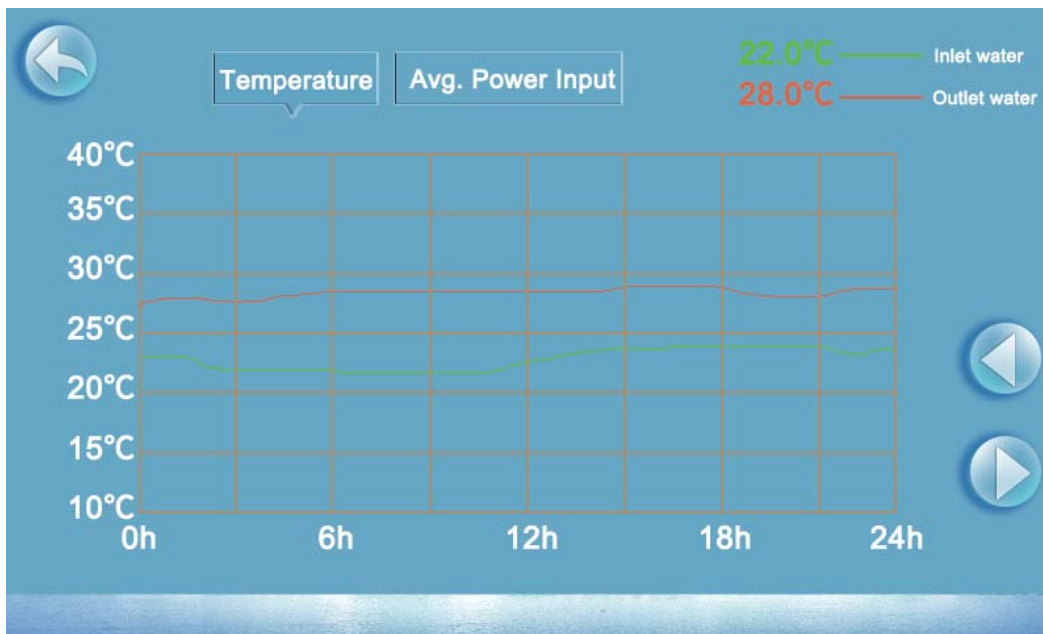 Temperature
Avg. Power Input
22.0°C
Inlet water
28.0°C
Outlet water
40°C
35°C
30°C
25°C
20°C
15°C
10°C
0h 6h 12h 18h 24h